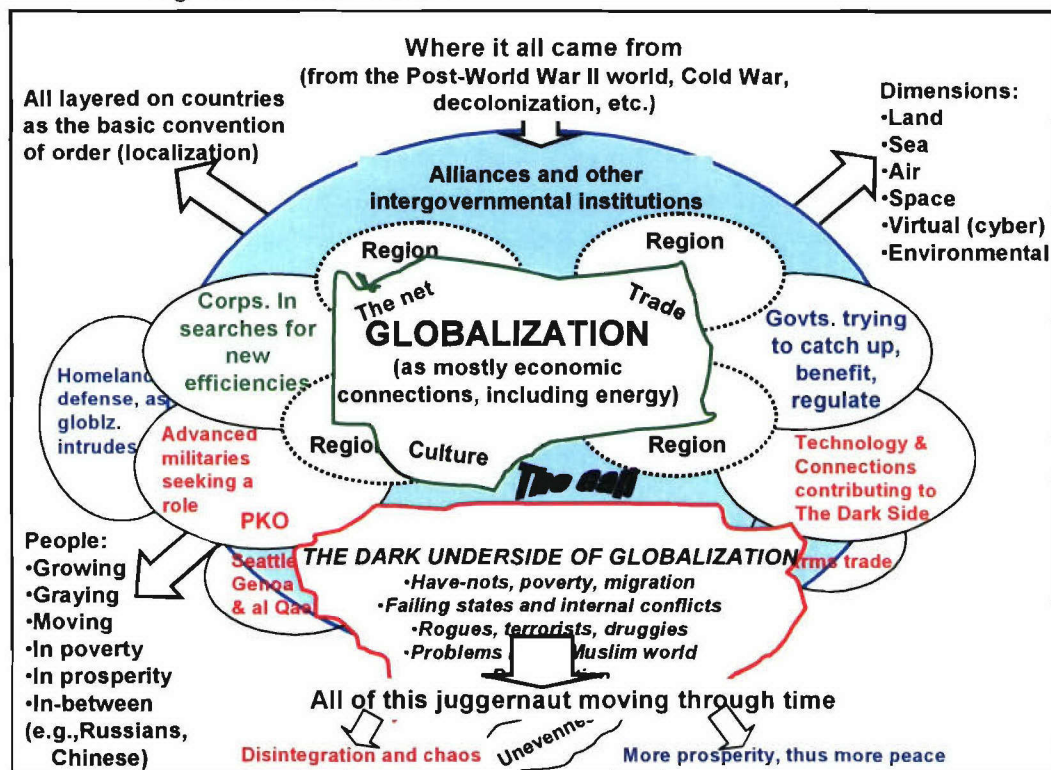 Where it all came from
(from the Post-World War II world, Cold War,
decolonization, etc.)
All layered on countries
as the basic convention
of order (localization)
Dimensions:
•Land
•Sea
•Air
•Space
•Virtual (cyber)
•Environmental
Alliances and other
intergovernmental institutions
Region
Region
The net
Trade
GLOBALIZATION
(as mostly economic
connections, including energy)
Corps. In
searches for
new
efficiencies
Govts. trying
to catch up,
benefit,
regulate
Homeland
defense, as
globlz.
intrudes
Advanced
militaries
seeking a
role
PKO
Region
Culture
Region
Technology &
Connections
contributing to
The Dark Side
The
People:
•Growing
•Graying
•Moving
•In poverty
•In prosperity
•In-between
(e.g.,Russians,
Chinese)
Seattle
Genoa
& al Qae
THE DARK UNDERSIDE OF GLOBALIZATION
•Have-nots, poverty, migration
•Failing states and internal conflicts
•Rogues, terrorists, druggies
•Problems Muslim world
rms trade
All of this juggernaut moving through time
Disintegration and chaos
Unevennes
More prosperity, thus more peace